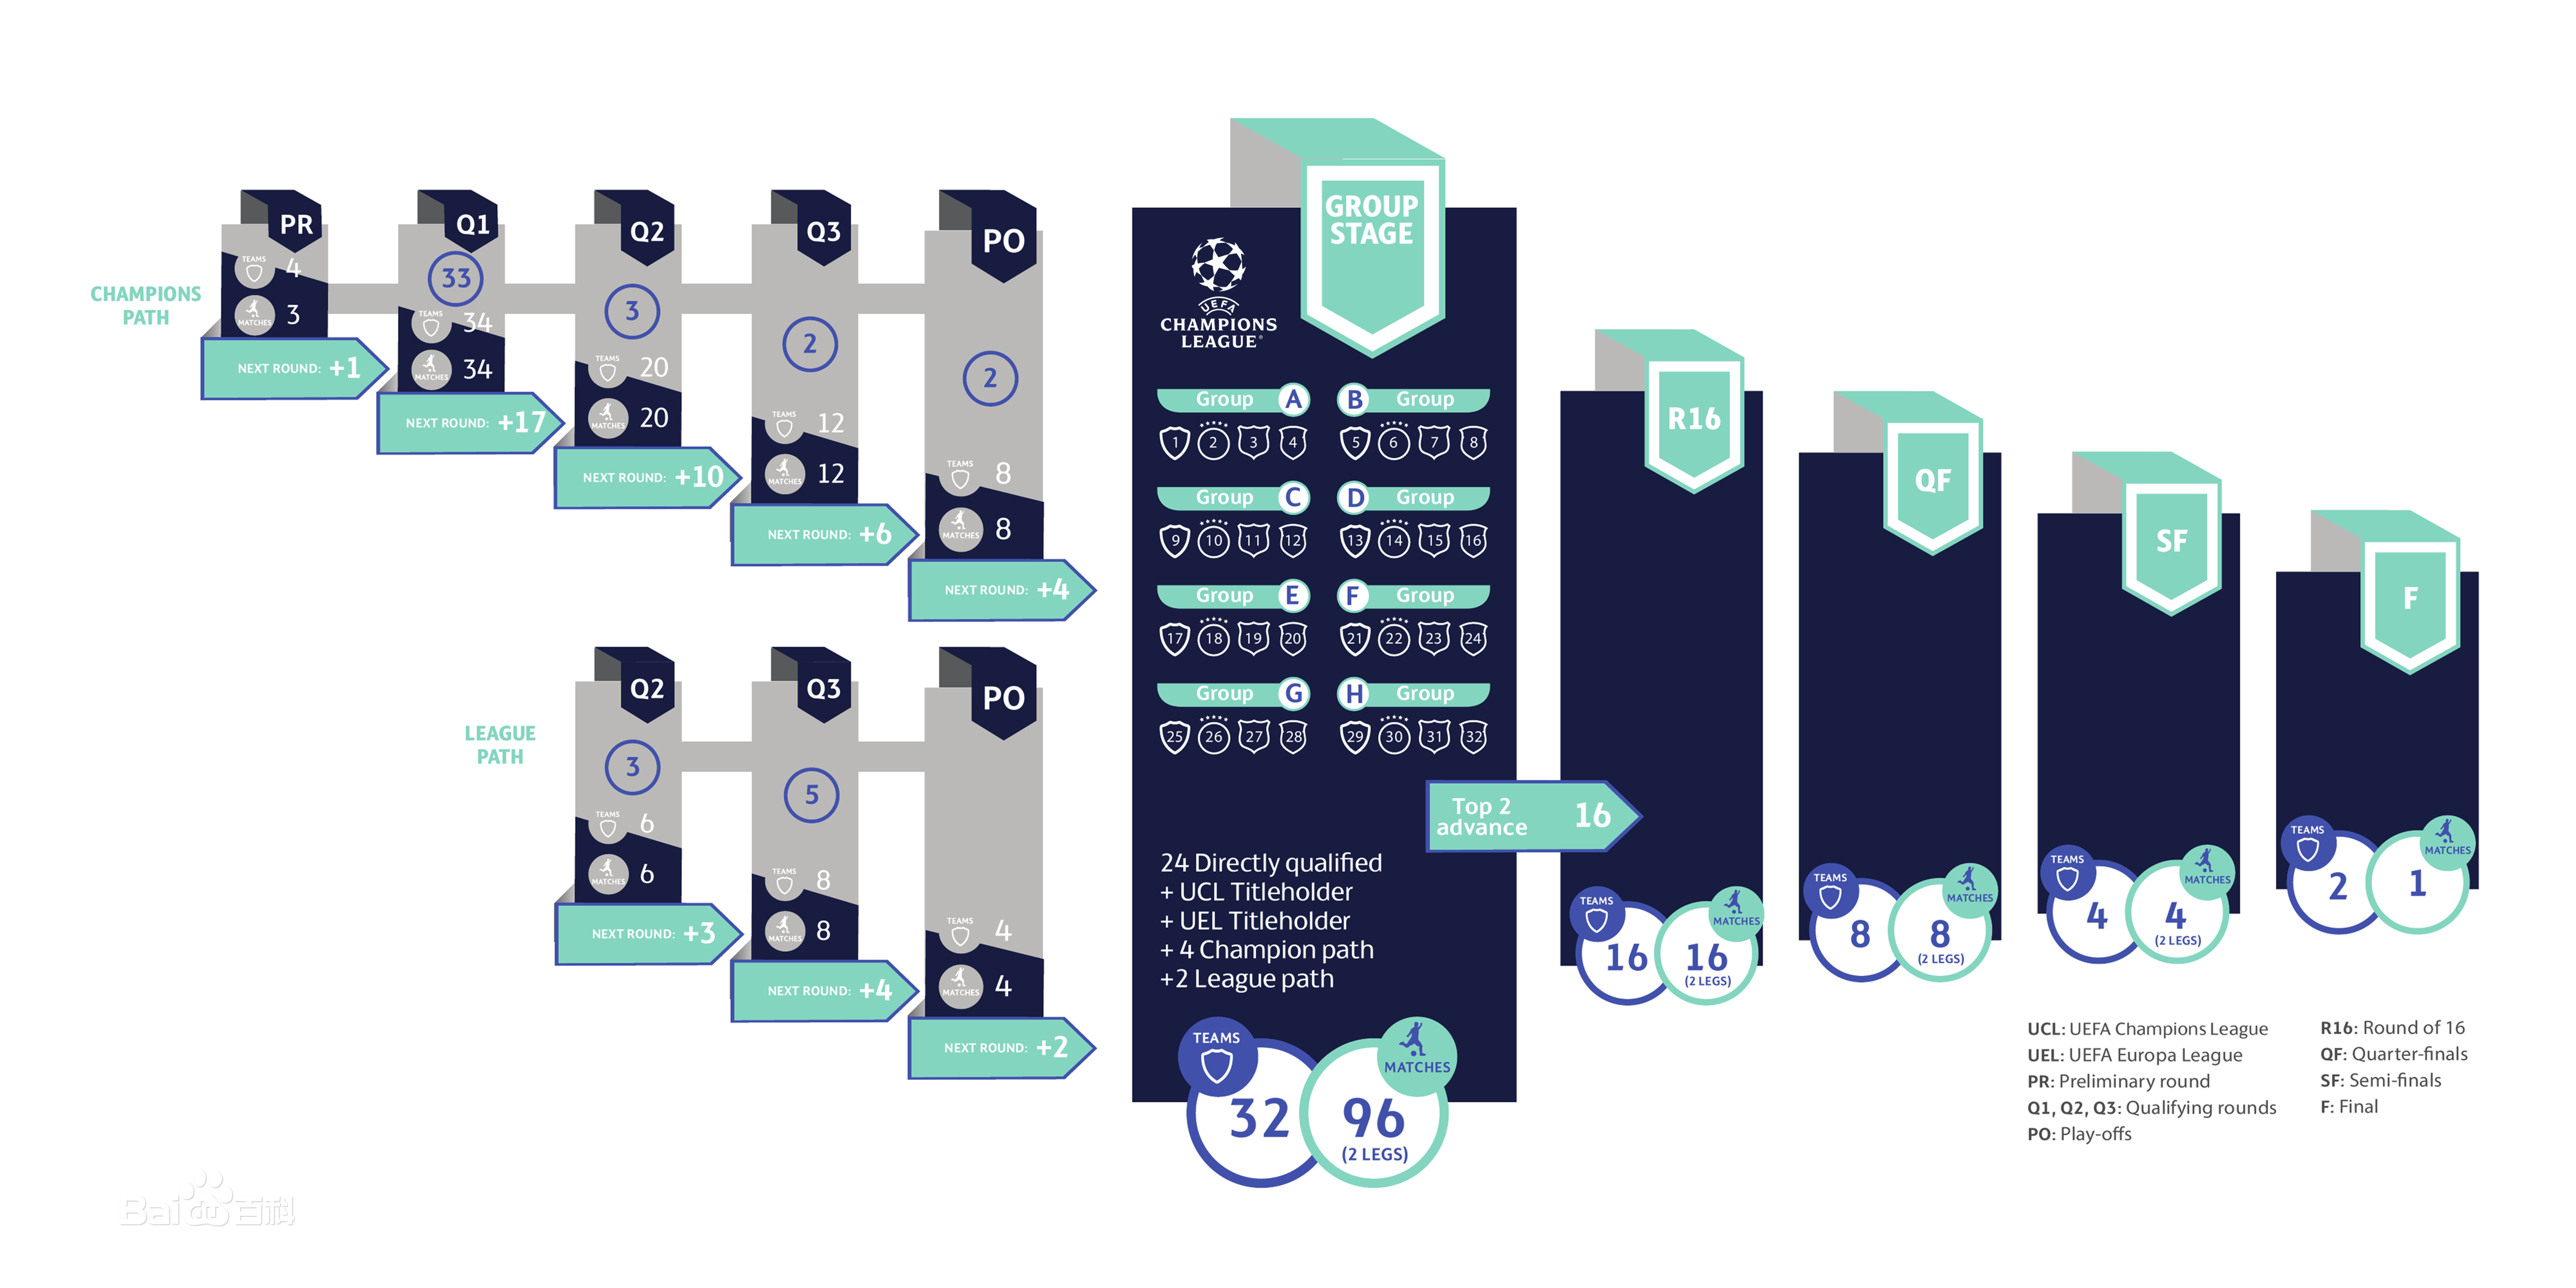 CHAMPIONS
PATH
PR
TEAMS 4
MATCHES 3
NEXT ROUND: +1
Q1
33
TEAMS 34
MATCHES 34
NEXT ROUND: +17
Q2
3
TEAMS 20
MATCHES 20
NEXT ROUND: +10
Q3
2
TEAMS 12
MATCHES 12
NEXT ROUND: +6
PO
2
TEAMS 8
MATCHES 8
NEXT ROUND: +4
LEAGUE
PATH
Q2
3
TEAMS 6
MATCHES 6
NEXT ROUND: +3
Q3
5
TEAMS 8
MATCHES 8
NEXT ROUND: +4
PO
TEAMS 4
MATCHES 4
NEXT ROUND: +2
GROUP
STAGE
UEFA
CHAMPIONS
LEAGUE®
Group A B Group
1 2 3 4 5 6 7 8
Group C D Group
9 10 11 12 13 14 15 16
Group E F Group
17 18 19 20 21 22 23 24
Group G H Group
25 26 27 28 29 30 31 32
Top 2
advance 16
24 Directly qualified
+ UCL Titleholder
+ UEL Titleholder
+ 4 Champion path
+2 League path
TEAMS
32
MATCHES
96
(2 LEGS)
R16
TEAMS
16
MATCHES
16
(2 LEGS)
QF
TEAMS
8
MATCHES
8
(2 LEGS)
SF
TEAMS
4
MATCHES
4
(2 LEGS)
F
TEAMS
2
MATCHES
1
UCL: UEFA Champions League
UEL: UEFA Europa League
PR: Preliminary round
Q1, Q2, Q3: Qualifying rounds
PO: Play-offs
R16: Round of 16
QF: Quarter-finals
SF: Semi-finals
F: Final
Bai百科